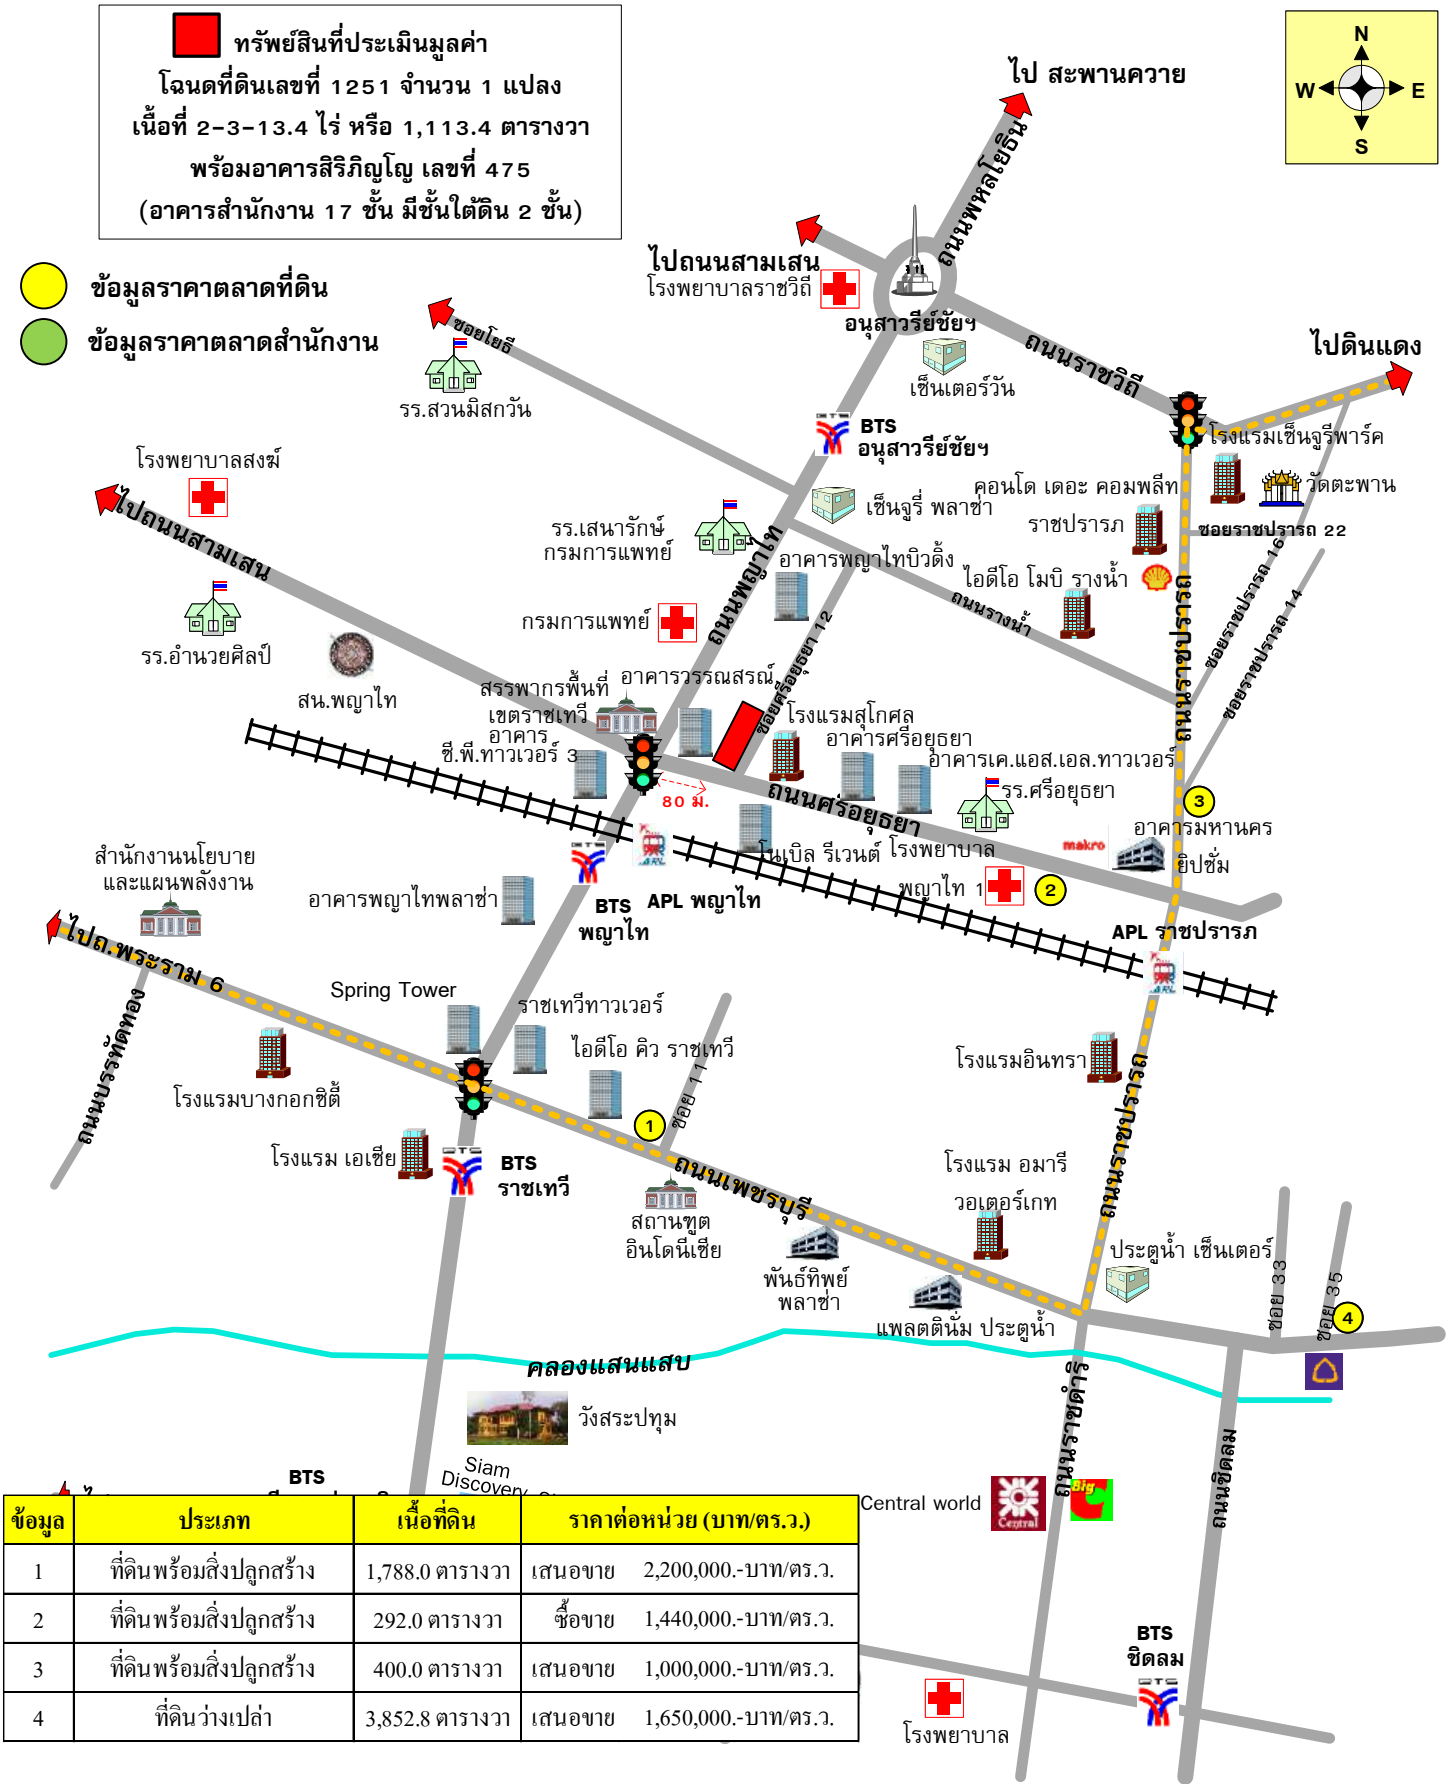 ทรัพย์สินที่ประเมินมูลค่า
โฉนดที่ดินเลขที่ 1251 จำนวน 1 แปลง
เนื้อที่ 2-3-13.4 ไร่ หรือ 1,113.4 ตารางวา
พร้อมอาคารสิริภิญโญ เลขที่ 475
(อาคารสำนักงาน 17 ชั้น มีชั้นใต้ดิน 2 ชั้น)
ข้อมูลราคาตลาดที่ดิน
ข้อมูลราคาตลาดสำนักงาน
N
W E
S
ไป สะพานควาย
ถนนพหลโยธิน
ไปถนนสามเสน
โรงพยาบาลราชวิถี
อนุสาวรีย์ชัยฯ
เซ็นเตอร์วัน
ถนนราชวิถี
ไปดินแดง
ซอยโยธี
รร.สวนมิสกวัน
BTS
อนุสาวรีย์ชัยฯ
โรงแรมเซ็นจูรีพาร์ค
วัดตะพาน
คอนโด เดอะ คอมพลีท
ราชปรารภ
ซอยราชปรารถ 22
โรงพยาบาลสงฆ์
ไปถนนสามเสน
เซ็นจูรี่ พลาซ่า
รร.เสนารักษ์
กรมการแพทย์
อาคารพญาไทบิวดิ้ง
ไอดีโอ โมบิ รางน้ำ
ถนนรางน้ำ
ซอยราชปรารถ 16
ซอยราชปรารถ 14
ถนนราชปรารถ
ถนนพญาไท
กรมการแพทย์
รร.อำนวยศิลป์
สน.พญาไท
สรรพากรพื้นที่
เขตราชเทวี
อาคารวรรณสรณ์
ซอยศรีอยุธยา 12
โรงแรมสุโกศล
อาคารศรีอยุธยา
อาคาร
ซี.พี.ทาวเวอร์ 3
อาคารเค.แอส.เอล.ทาวเวอร์
รร.ศรีอยุธยา
80 ม.
ถนนศรีอยุธยา
3
อาคารมหานคร
ยิปซั่ม
makro
โนเบิล รีเวนต์
โรงพยาบาล
พญาไท 1
2
สำนักงานนโยบาย
และแผนพลังงาน
อาคารพญาไทพลาซ่า
BTS
พญาไท
APL พญาไท
APL ราชปรารภ
ไปถ.พระราม 6
ถนนบรรทัดทอง
Spring Tower
ราชเทวีทาวเวอร์
ไอดีโอ คิว ราชเทวี
ซอย 11
โรงแรมอินทรา
ถนนราชปรารถ
โรงแรมบางกอกซิตี้
1
โรงแรม เอเซีย
BTS
ราชเทวี
ถนนเพชรบุรี
สถานฑูต
อินโดนีเซีย
โรงแรม อมารี
วอเตอร์เกท
พันธ์ทิพย์
พลาซ่า
แพลตตินั่ม ประตูน้ำ
ประตูน้ำ เซ็นเตอร์
ซอย 33
ซอย 35
4
คลองแสนแสบ
วังสระปทุม
ถนนราชดำริ
ถนนชิดลม
Siam
Discovery
BTS
Central world
Central
Big C
ข้อมูล ประเภท เนื้อที่ดิน ราคาต่อหน่วย (บาท/ตร.ว.)
1 ที่ดินพร้อมสิ่งปลูกสร้าง 1,788.0 ตารางวา เสนอขาย 2,200,000.-บาท/ตร.ว.
2 ที่ดินพร้อมสิ่งปลูกสร้าง 292.0 ตารางวา ซื้อขาย 1,440,000.-บาท/ตร.ว.
3 ที่ดินพร้อมสิ่งปลูกสร้าง 400.0 ตารางวา เสนอขาย 1,000,000.-บาท/ตร.ว.
4 ที่ดินว่างเปล่า 3,852.8 ตารางวา เสนอขาย 1,650,000.-บาท/ตร.ว.
BTS
ชิดลม
โรงพยาบาล